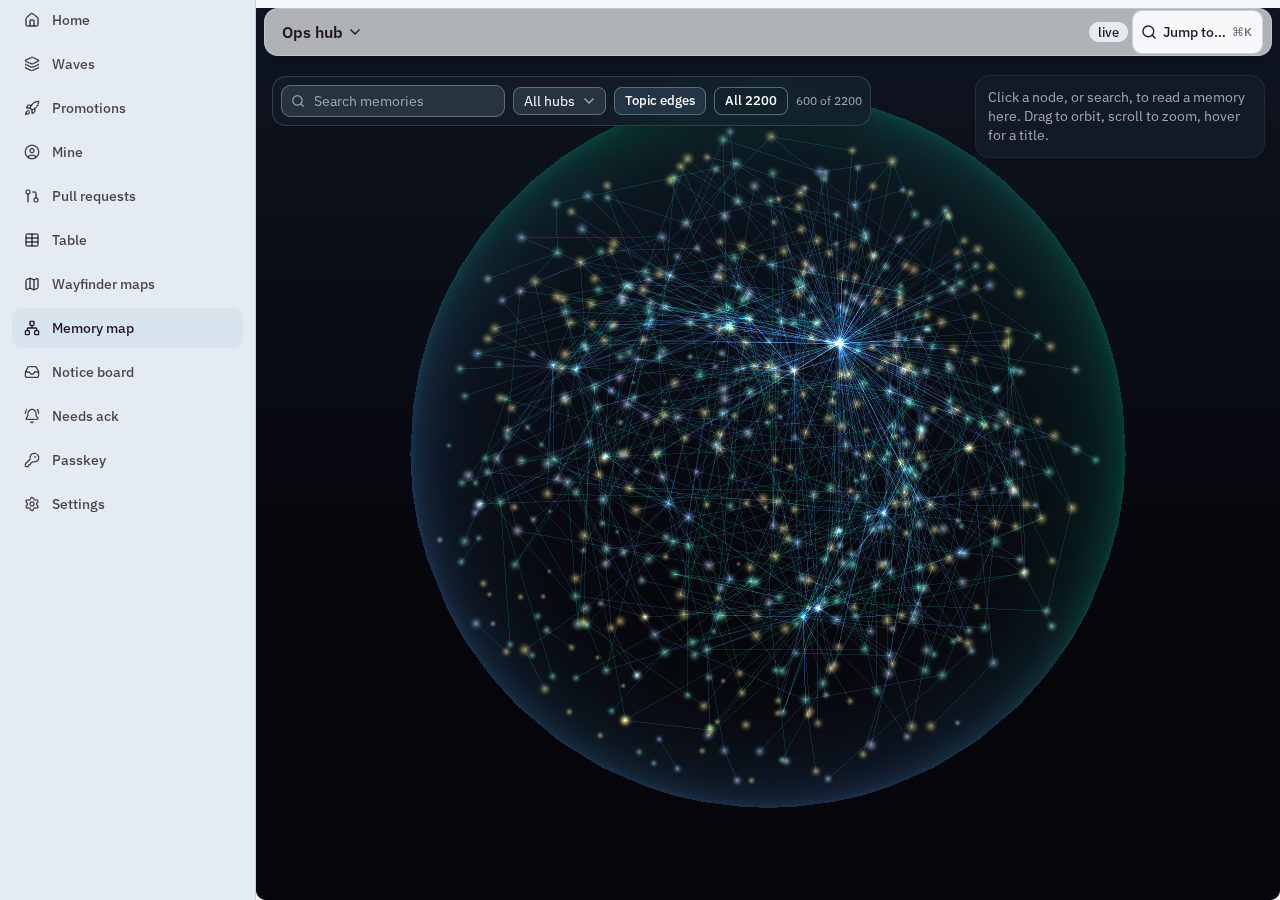 Home
Waves
Promotions
Mine
Pull requests
Table
Wayfinder maps
Memory map
Notice board
Needs ack
Passkey
Settings
Ops hub
live
Jump to... ⌘K
Search memories
All hubs
Topic edges
All 2200
600 of 2200
Click a node, or search, to read a memory
here. Drag to orbit, scroll to zoom, hover
for a title.